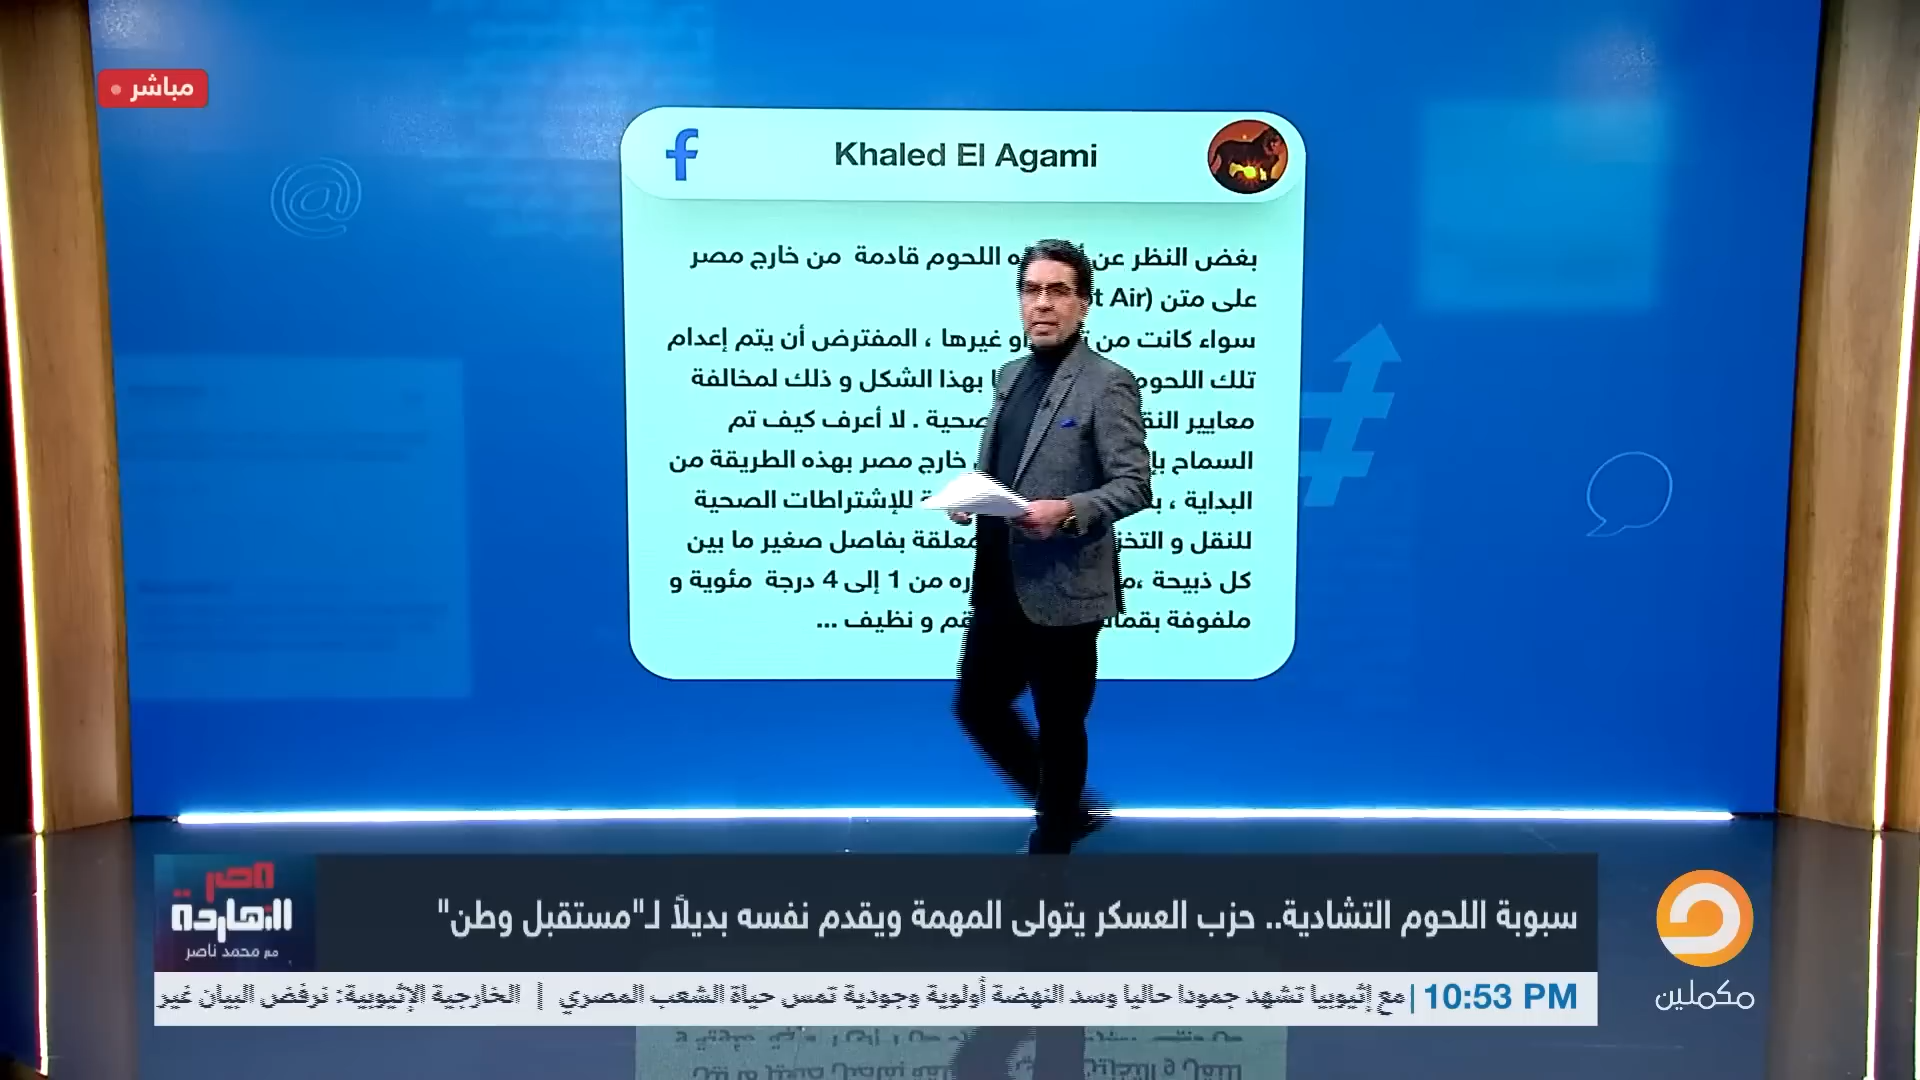 مباشر
Khaled El Agami
بغض النظر عن اللحوم قادمة من خارج مصر
على متن (t Air
سواء كانت من او غيرها ، المفترض أن يتم إعدام
تلك اللحوم بهذا الشكل و ذلك لمخالفة
معايير صحية . لا أعرف كيف تم
السماح خارج مصر بهذه الطريقة من
البداية ، للإشتراطات الصحية
للنقل و معلقة بفاصل صغير ما بين
كل ذبيحة ، من 1 إلى 4 درجة مئوية و
ملفوفة و نظيف ...
سبوبة اللحوم التشادية.. حزب العسكر يتولى المهمة ويقدم نفسه بديلاً لـ"مستقبل وطن"
مصر
النهاردة
مع محمد ناصر
10:53 PM | مع إثيوبيا تشهد جمودا حاليا وسد النهضة أولوية وجودية تمس حياة الشعب المصري | الخارجية الإثيوبية: نرفض البيان غير
مكملين